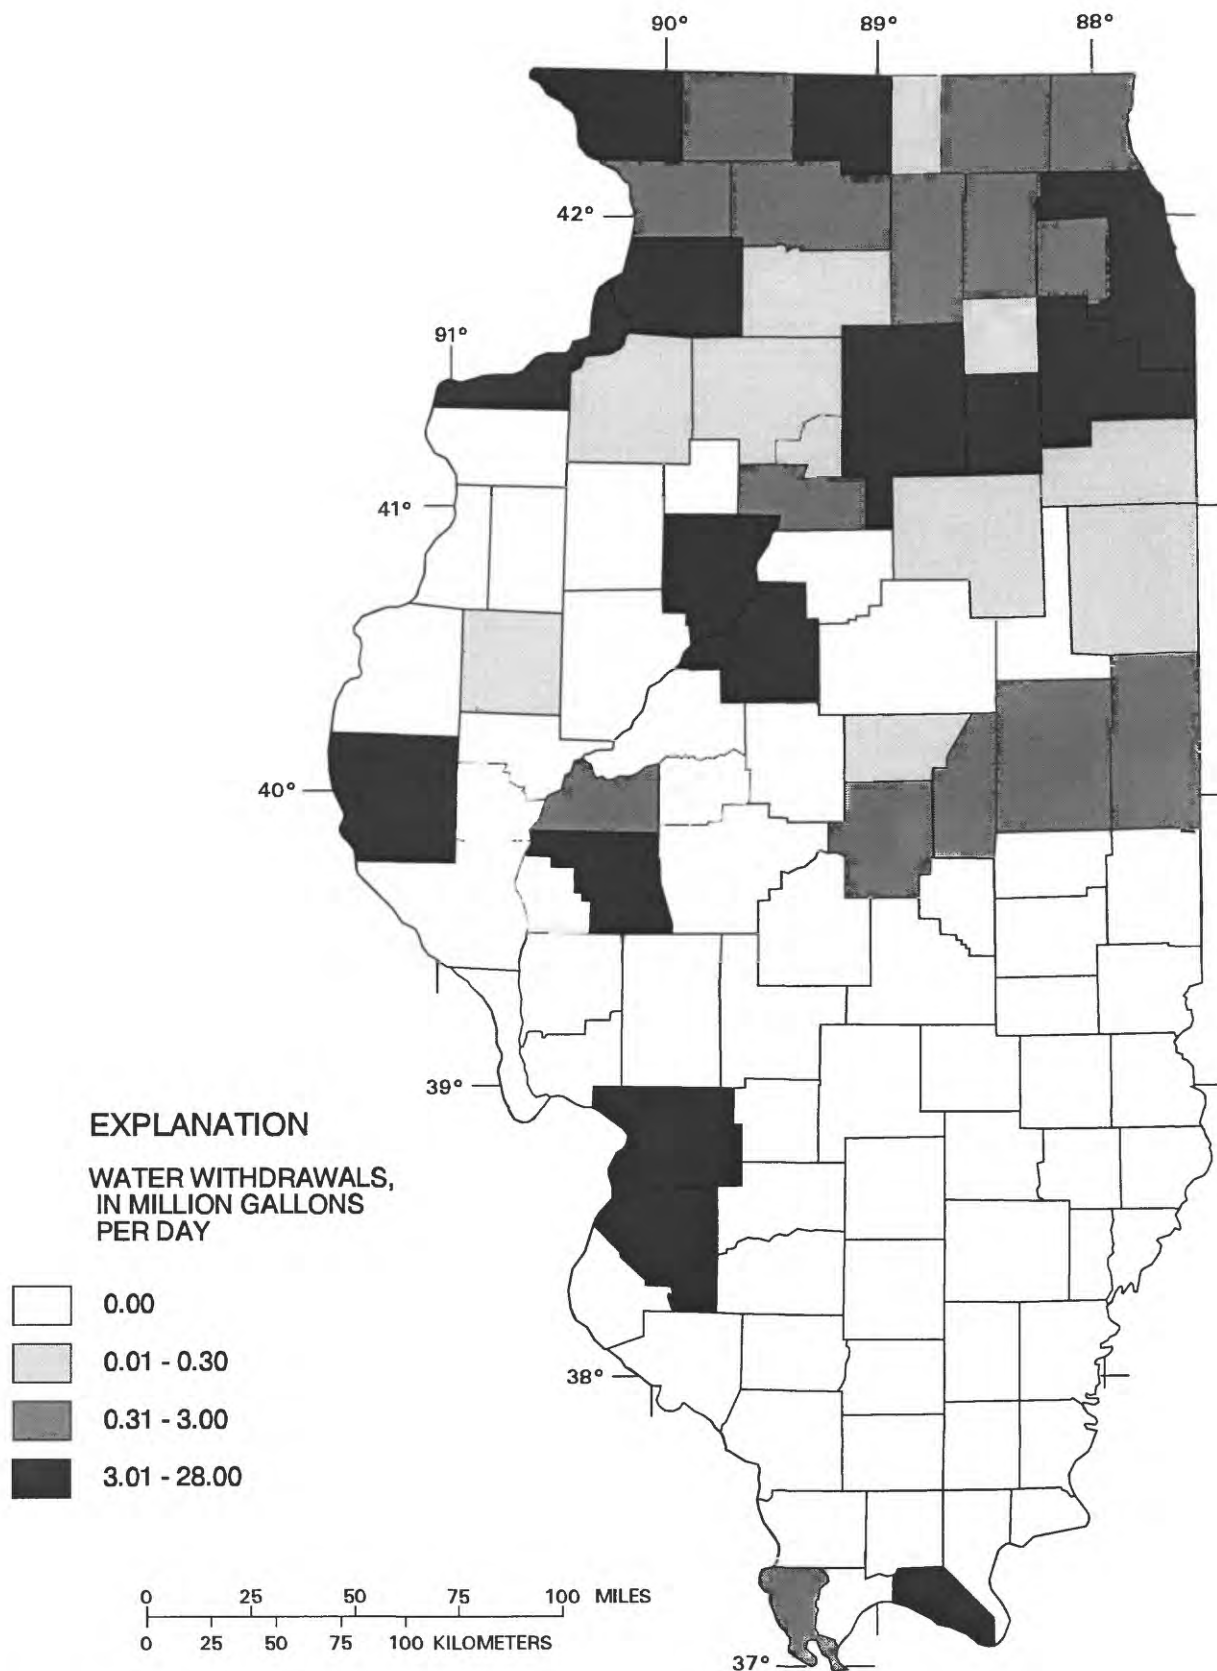 90° 89° 88°
42°
91°
41°
40°
39°
EXPLANATION
WATER WITHDRAWALS,
IN MILLION GALLONS
PER DAY
0.00
0.01 - 0.30
38°
0.31 - 3.00
3.01 - 28.00
0 25 50 75 100 MILES
0 25 50 75 100 KILOMETERS
37°